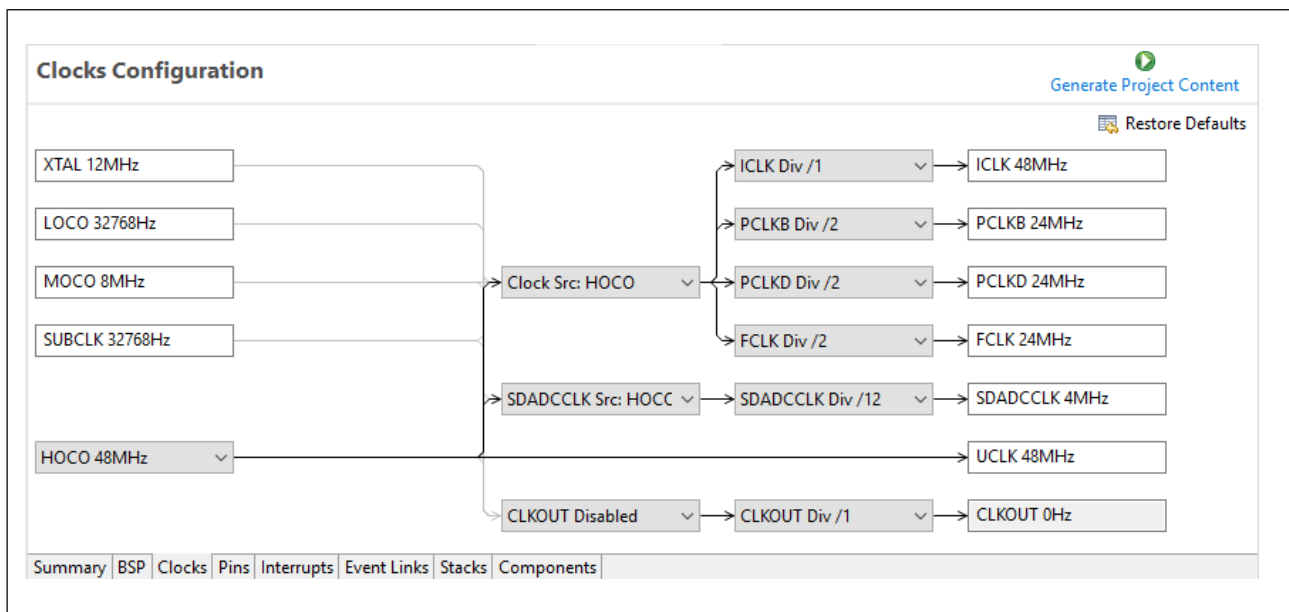 Clocks Configuration
Generate Project Content
Restore Defaults
XTAL 12MHz
ICLK Div /1
ICLK 48MHz
LOCO 32768Hz
PCLKB Div /2
PCLKB 24MHz
MOCO 8MHz
Clock Src: HOCO
PCLKD Div /2
PCLKD 24MHz
SUBCLK 32768Hz
FCLK Div /2
FCLK 24MHz
SDADCCLK Src: HOCC
SDADCCLK Div /12
SDADCCLK 4MHz
HOCO 48MHz
UCLK 48MHz
CLKOUT Disabled
CLKOUT Div /1
CLKOUT 0Hz
Summary BSP Clocks Pins Interrupts Event Links Stacks Components